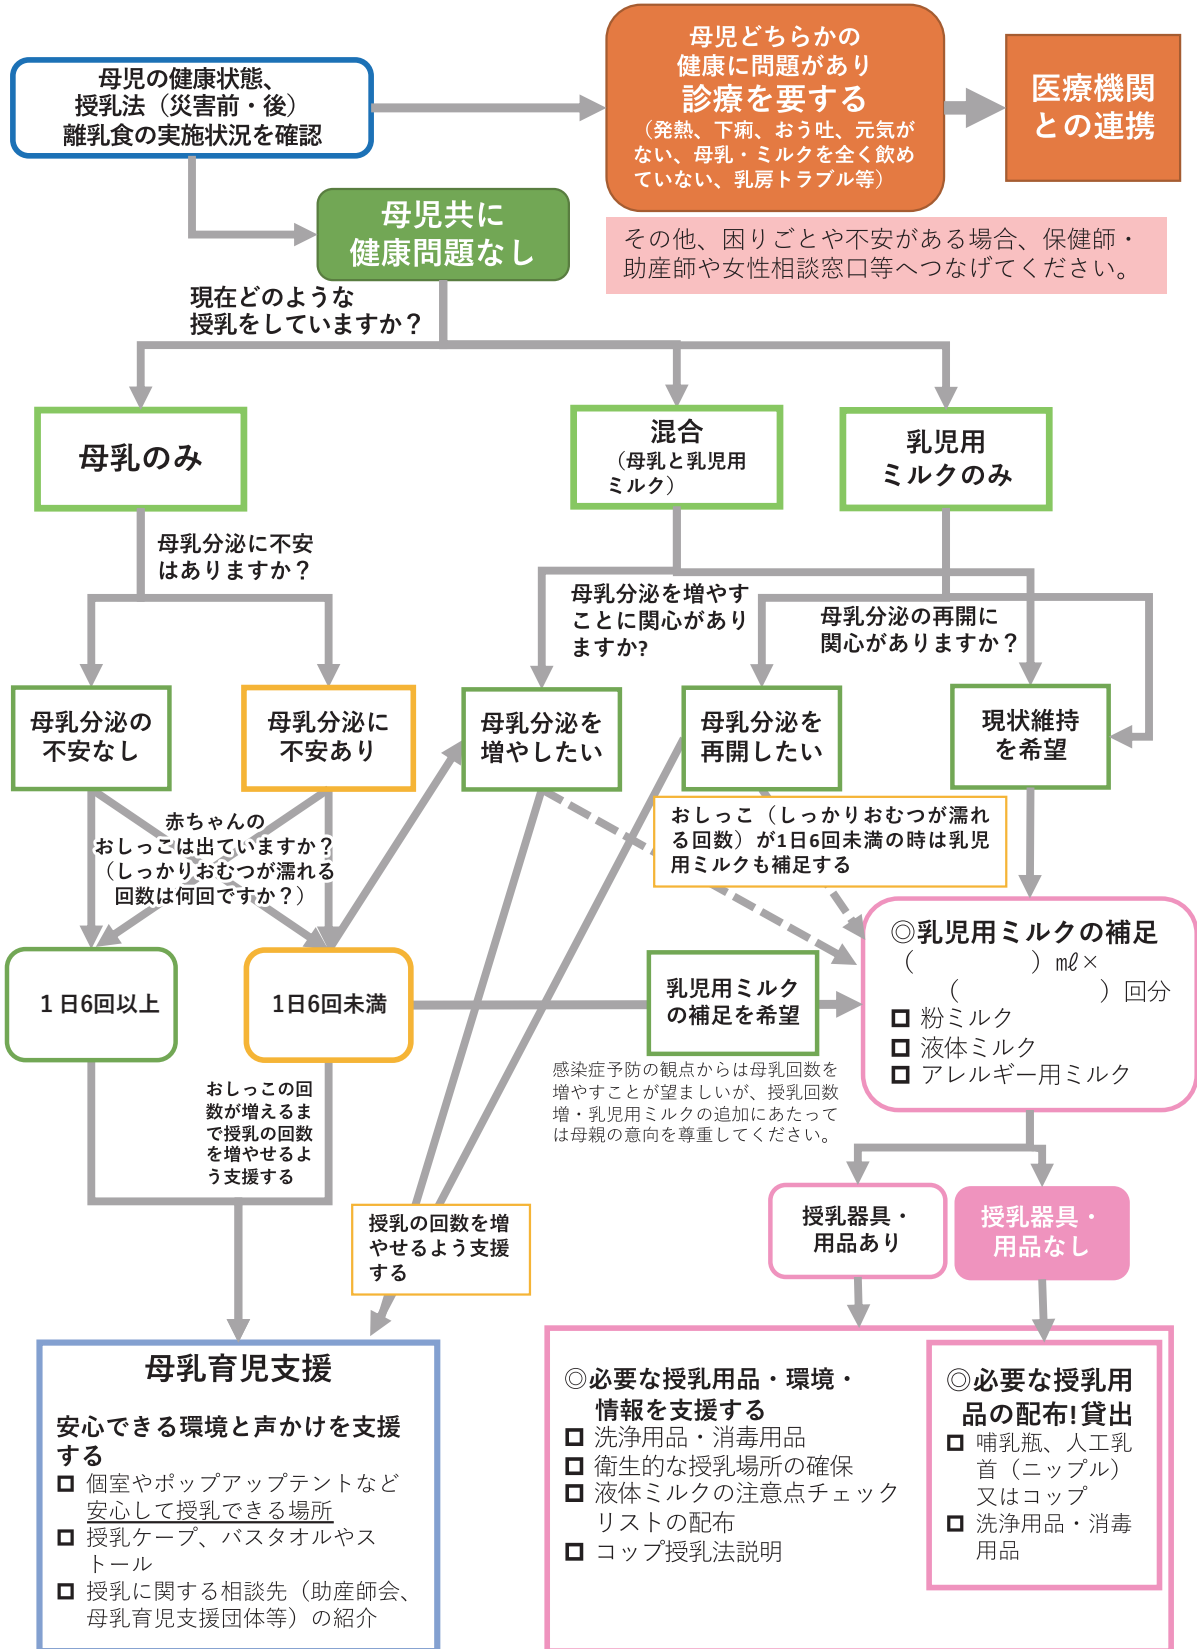 母児の健康状態、
授乳法（災害前・後）
離乳食の実施状況を確認
母児どちらかの
健康に問題があり
診療を要する
（発熱、下痢、おう吐、元気が
ない、母乳・ミルクを全く飲め
ていない、乳房トラブル等）
医療機関
との連携
母児共に
健康問題なし
その他、困りごとや不安がある場合、保健師・
助産師や女性相談窓口等へつなげてください。
現在どのような
授乳をしていますか？
母乳のみ
混合
（母乳と乳児用
ミルク）
乳児用
ミルクのみ
母乳分泌に不安
はありますか？
母乳分泌を増やす
ことに関心があり
ますか?
母乳分泌の再開に
関心がありますか？
母乳分泌の
不安なし
母乳分泌に
不安あり
母乳分泌を
増やしたい
母乳分泌を
再開したい
現状維持
を希望
赤ちゃんの
おしっこは出ていますか？
（しっかりおむつが濡れる
回数は何回ですか？）
おしっこ（しっかりおむつが濡れ
る回数）が1日6回未満の時は乳児
用ミルクも補足する
1日6回以上
1日6回未満
乳児用ミルク
の補足を希望
◎乳児用ミルクの補足
（　　　　　）㎖×
（　　　　　　）回分
粉ミルク
液体ミルク
アレルギー用ミルク
感染症予防の観点からは母乳回数を
増やすことが望ましいが、授乳回数
増・乳児用ミルクの追加にあたって
は母親の意向を尊重してください。
おしっこの回
数が増えるま
で授乳の回数
を増やせるよ
う支援する
授乳の回数を増
やせるよう支援
する
授乳器具・
用品あり
授乳器具・
用品なし
母乳育児支援
安心できる環境と声かけを支援
する
個室やポップアップテントなど
安心して授乳できる場所
授乳ケープ、バスタオルやス
トール
授乳に関する相談先（助産師会、
母乳育児支援団体等）の紹介
◎必要な授乳用品・環境・
情報を支援する
洗浄用品・消毒用品
衛生的な授乳場所の確保
液体ミルクの注意点チェック
リストの配布
コップ授乳法説明
◎必要な授乳用
品の配布!貸出
哺乳瓶、人工乳
首（ニップル）
又はコップ
洗浄用品・消毒
用品